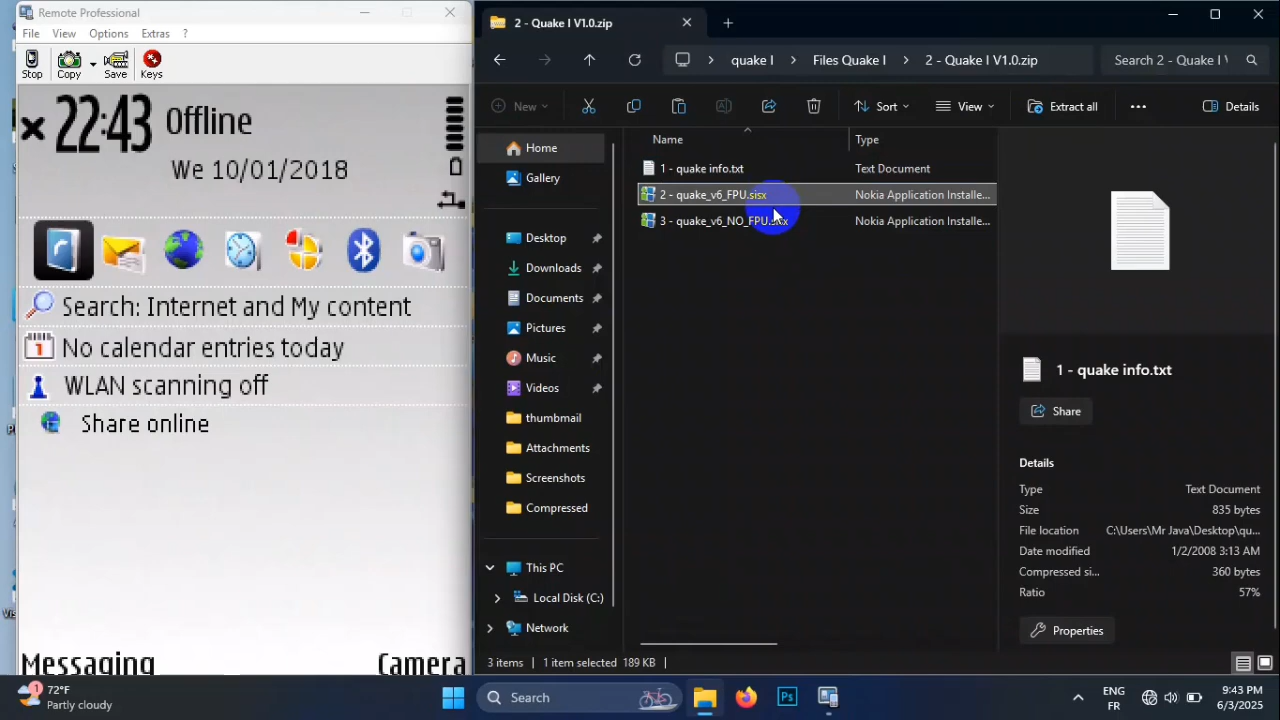 Remote Professional
File View Options Extras ?
Stop Copy Save Keys
22:43 Offline
We 10/01/2018
Search: Internet and My content
1 No calendar entries today
WLAN scanning off
Share online
Messaging Camera
2 - Quake I V1.0.zip
quake I Files Quake I 2 - Quake I V1.0.zip Search 2 - Quake I V
New Sort View Extract all Details
Home
Gallery
Desktop
Downloads
Documents
Pictures
Music
Videos
thumbmail
Attachments
Screenshots
Compressed
This PC
Local Disk (C:)
Network
Name Type
1 - quake info.txt Text Document
2 - quake_v6_FPU.sisx Nokia Application Installe...
3 - quake_v6_NO_FPU.sisx Nokia Application Installe...
1 - quake info.txt
Share
Details
Type Text Document
Size 835 bytes
File location C:\Users\Mr Java\Desktop\qu...
Date modified 1/2/2008 3:13 AM
Compressed si... 360 bytes
Ratio 57%
Properties
3 items 1 item selected 189 KB
1 72°F
Partly cloudy
Search
Ps
ENG
FR
9:43 PM
6/3/2025